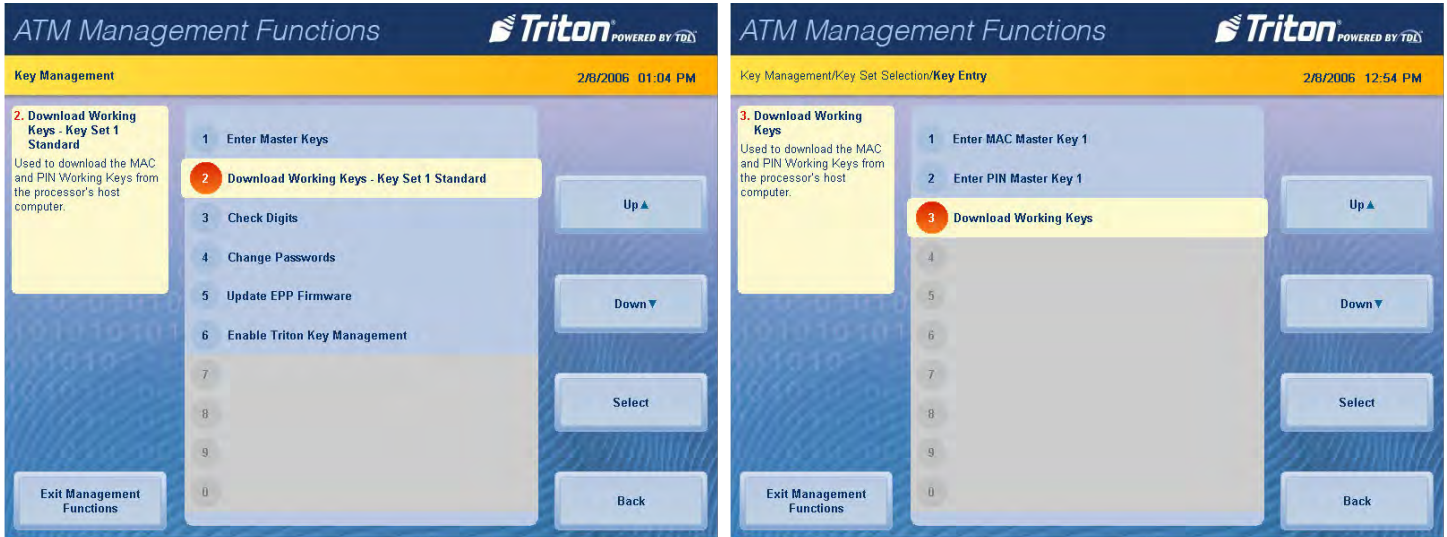 ATM Management Functions
Triton POWERED BY TDL
Key Management
2/8/2006 01:04 PM
2. Download Working
Keys - Key Set 1
Standard
Used to download the MAC
and PIN Working Keys from
the processor's host
computer.
1 Enter Master Keys
2 Download Working Keys - Key Set 1 Standard
3 Check Digits
4 Change Passwords
5 Update EPP Firmware
6 Enable Triton Key Management
7
8
9
0
Up▲
Down▼
Select
Back
Exit Management
Functions
ATM Management Functions
Triton POWERED BY TDL
Key Management/Key Set Selection/Key Entry
2/8/2006 12:54 PM
3. Download Working
Keys
Used to download the MAC
and PIN Working Keys from
the processor's host
computer.
1 Enter MAC Master Key 1
2 Enter PIN Master Key 1
3 Download Working Keys
4
5
6
7
8
9
0
Up▲
Down▼
Select
Back
Exit Management
Functions